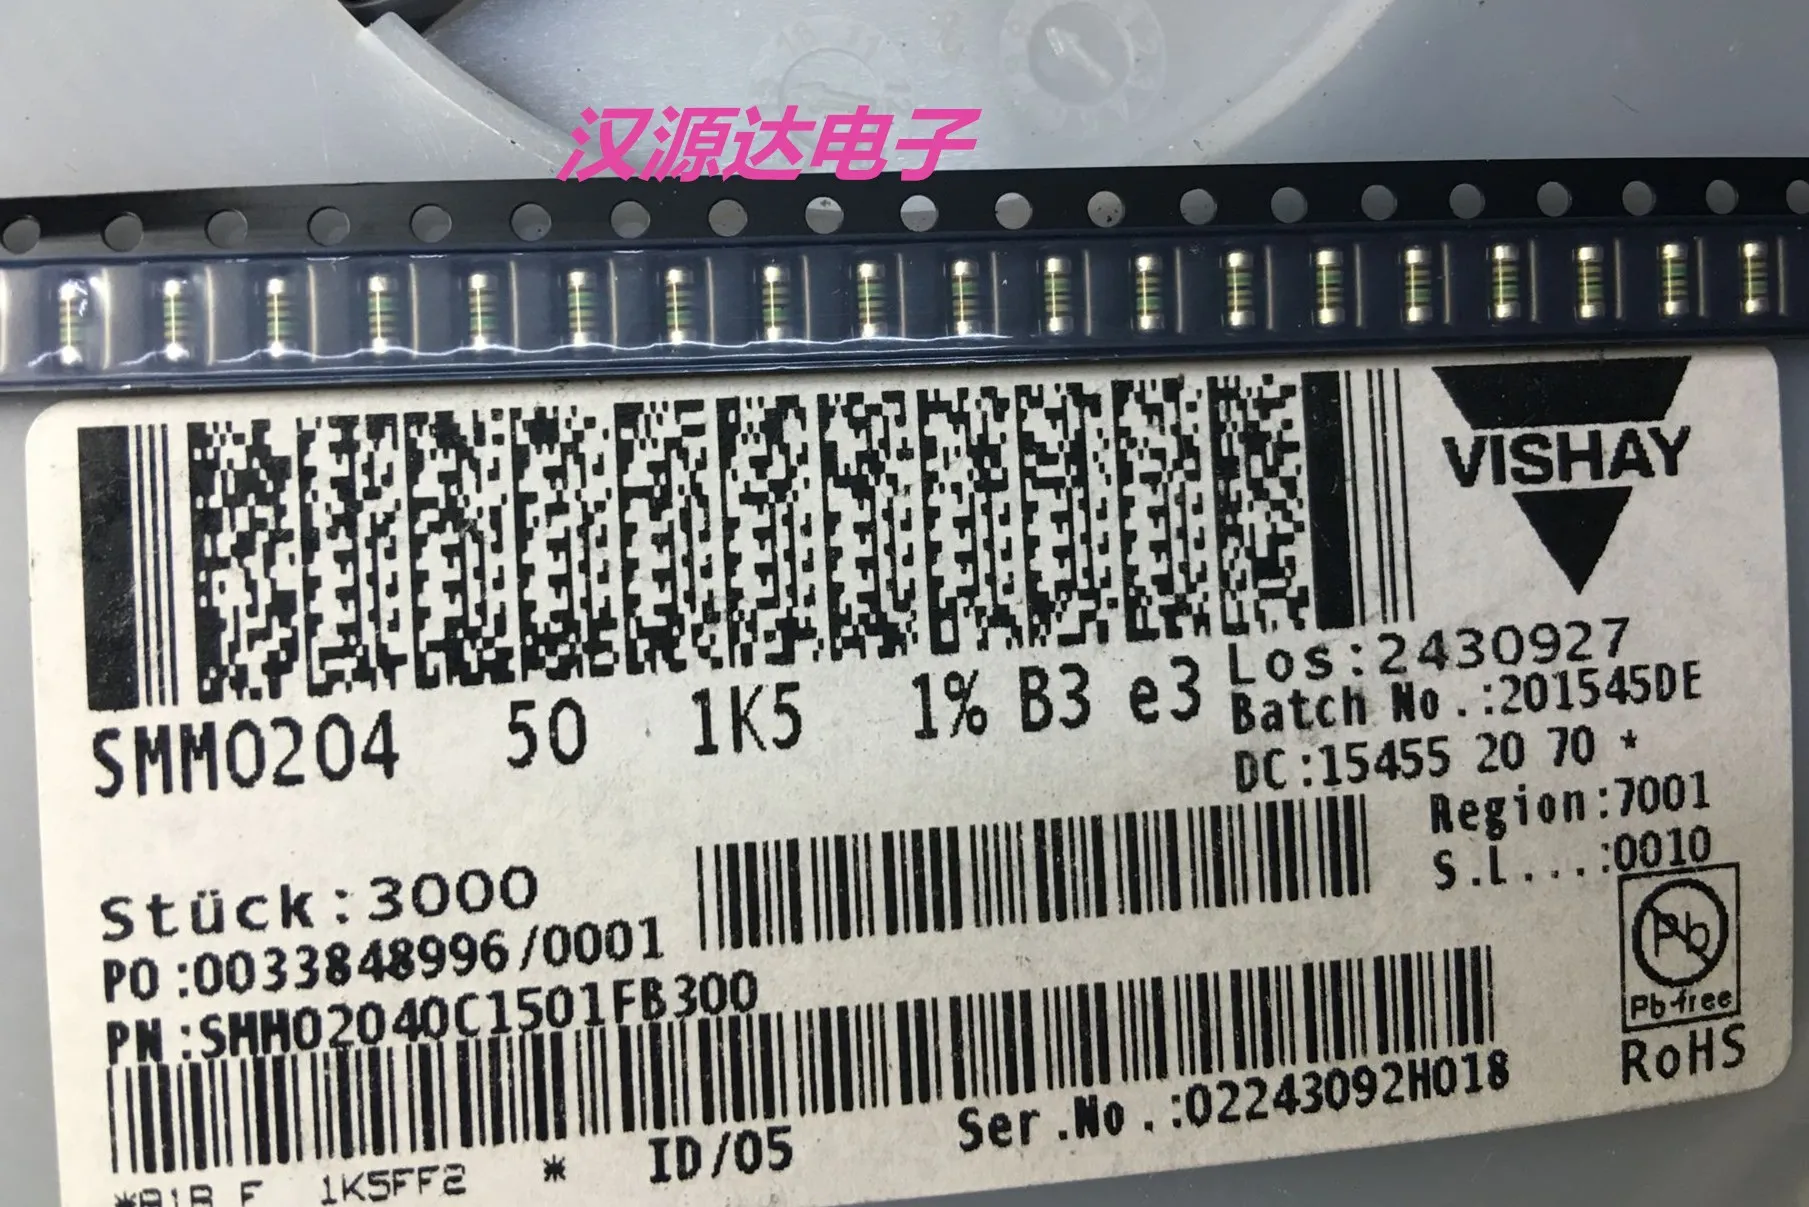 汉源达电子
VISHAY
SMM0204 50 1K5 1% B3 e3
Los:2430927
Batch No.:201545DE
DC:15455 20 70 *
Region:7001
S.L...:0010
Stück:3000
PO:0033848996/0001
PN:SMM02040C1501FB300
Pb
Pb-free
RoHS
Ser.No.:02243092H018
ID/05
1K5FF2 *